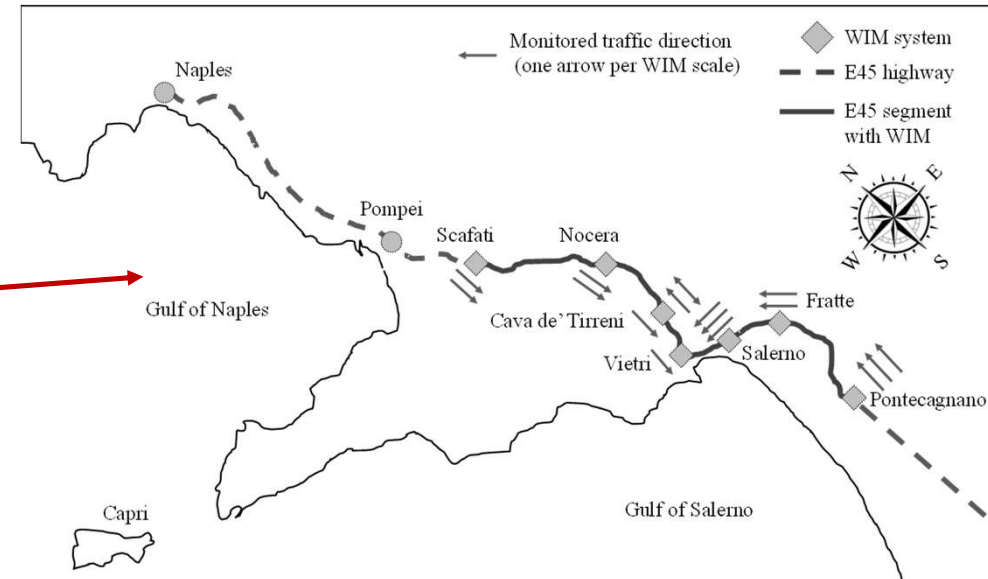 Monitored traffic direction
(one arrow per WIM scale)
WIM system
E45 highway
E45 segment
with WIM
Naples
N
E
W
S
Pompei
Scafati
Nocera
Gulf of Naples
Cava de’ Tirreni
Fratte
Vietri
Salerno
Pontecagnano
Capri
Gulf of Salerno